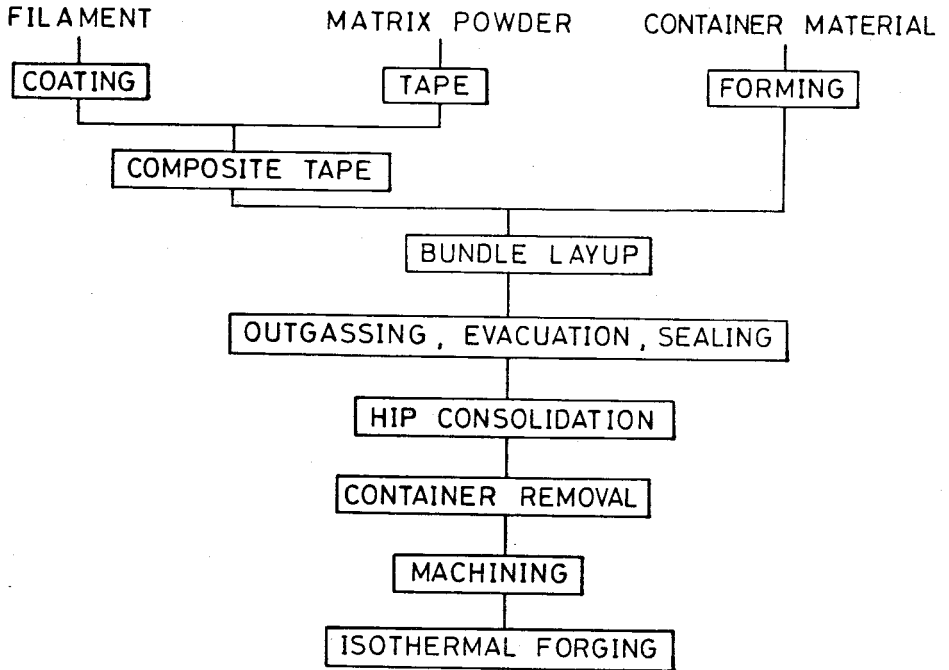 FILAMENT
MATRIX POWDER
CONTAINER MATERIAL
COATING
TAPE
FORMING
COMPOSITE TAPE
BUNDLE LAYUP
OUTGASSING, EVACUATION, SEALING
HIP CONSOLIDATION
CONTAINER REMOVAL
MACHINING
ISOTHERMAL FORGING